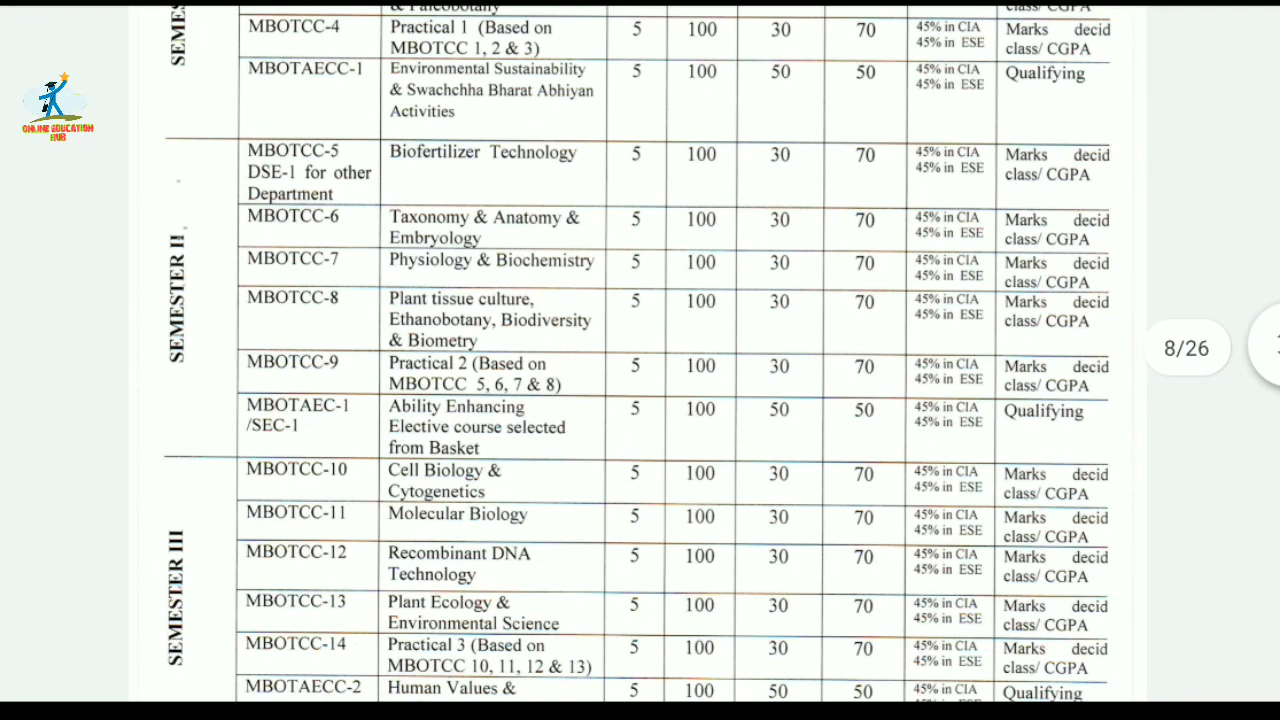 & Paleobotany class/ CGPA
SEMES
MBOTCC-4 Practical 1 (Based on 5 100 30 70 45% in CIA Marks decid
MBOTCC 1, 2 & 3) 45% in ESE class/ CGPA
MBOTAECC-1 Environmental Sustainability 5 100 50 50 45% in CIA Qualifying
& Swachchha Bharat Abhiyan 45% in ESE
Activities
ONLINE EDUCATION
HUB
SEMESTER II
MBOTCC-5 Biofertilizer Technology 5 100 30 70 45% in CIA Marks decid
DSE-1 for other 45% in ESE class/ CGPA
Department
MBOTCC-6 Taxonomy & Anatomy & 5 100 30 70 45% in CIA Marks decid
Embryology 45% in ESE class/ CGPA
MBOTCC-7 Physiology & Biochemistry 5 100 30 70 45% in CIA Marks decid
45% in ESE class/ CGPA
MBOTCC-8 Plant tissue culture, 5 100 30 70 45% in CIA Marks decid
Ethanobotany, Biodiversity 45% in ESE class/ CGPA
& Biometry
MBOTCC-9 Practical 2 (Based on 5 100 30 70 45% in CIA Marks decid
MBOTCC 5, 6, 7 & 8) 45% in ESE class/ CGPA
MBOTAEC-1 Ability Enhancing 5 100 50 50 45% in CIA Qualifying
/SEC-1 Elective course selected 45% in ESE
from Basket
8/26
SEMESTER III
MBOTCC-10 Cell Biology & 5 100 30 70 45% in CIA Marks decid
Cytogenetics 45% in ESE class/ CGPA
MBOTCC-11 Molecular Biology 5 100 30 70 45% in CIA Marks decid
45% in ESE class/ CGPA
MBOTCC-12 Recombinant DNA 5 100 30 70 45% in CIA Marks decid
Technology 45% in ESE class/ CGPA
MBOTCC-13 Plant Ecology & 5 100 30 70 45% in CIA Marks decid
Environmental Science 45% in ESE class/ CGPA
MBOTCC-14 Practical 3 (Based on 5 100 30 70 45% in CIA Marks decid
MBOTCC 10, 11, 12 & 13) 45% in ESE class/ CGPA
MBOTAECC-2 Human Values & 5 100 50 50 45% in CIA Qualifying